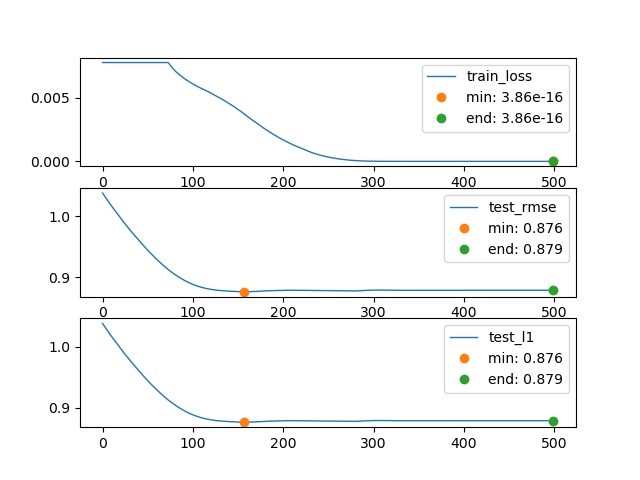 train_loss
min: 3.86e-16
end: 3.86e-16
0.005
0.000
0 100 200 300 400 500
test_rmse
min: 0.876
end: 0.879
1.0
0.9
0 100 200 300 400 500
test_l1
min: 0.876
end: 0.879
1.0
0.9
0 100 200 300 400 500